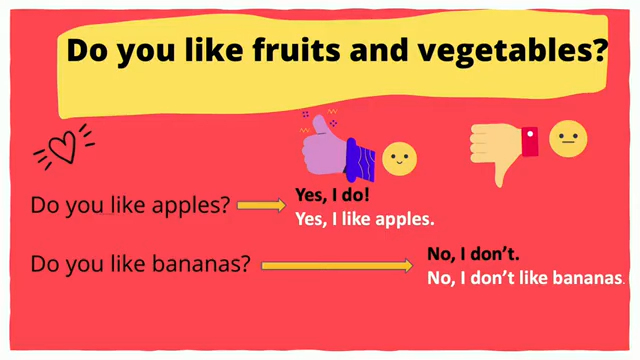 Do you like fruits and vegetables?
Do you like apples?
Yes, I do!
Yes, I like apples.
Do you like bananas?
No, I don't.
No, I don't like bananas.